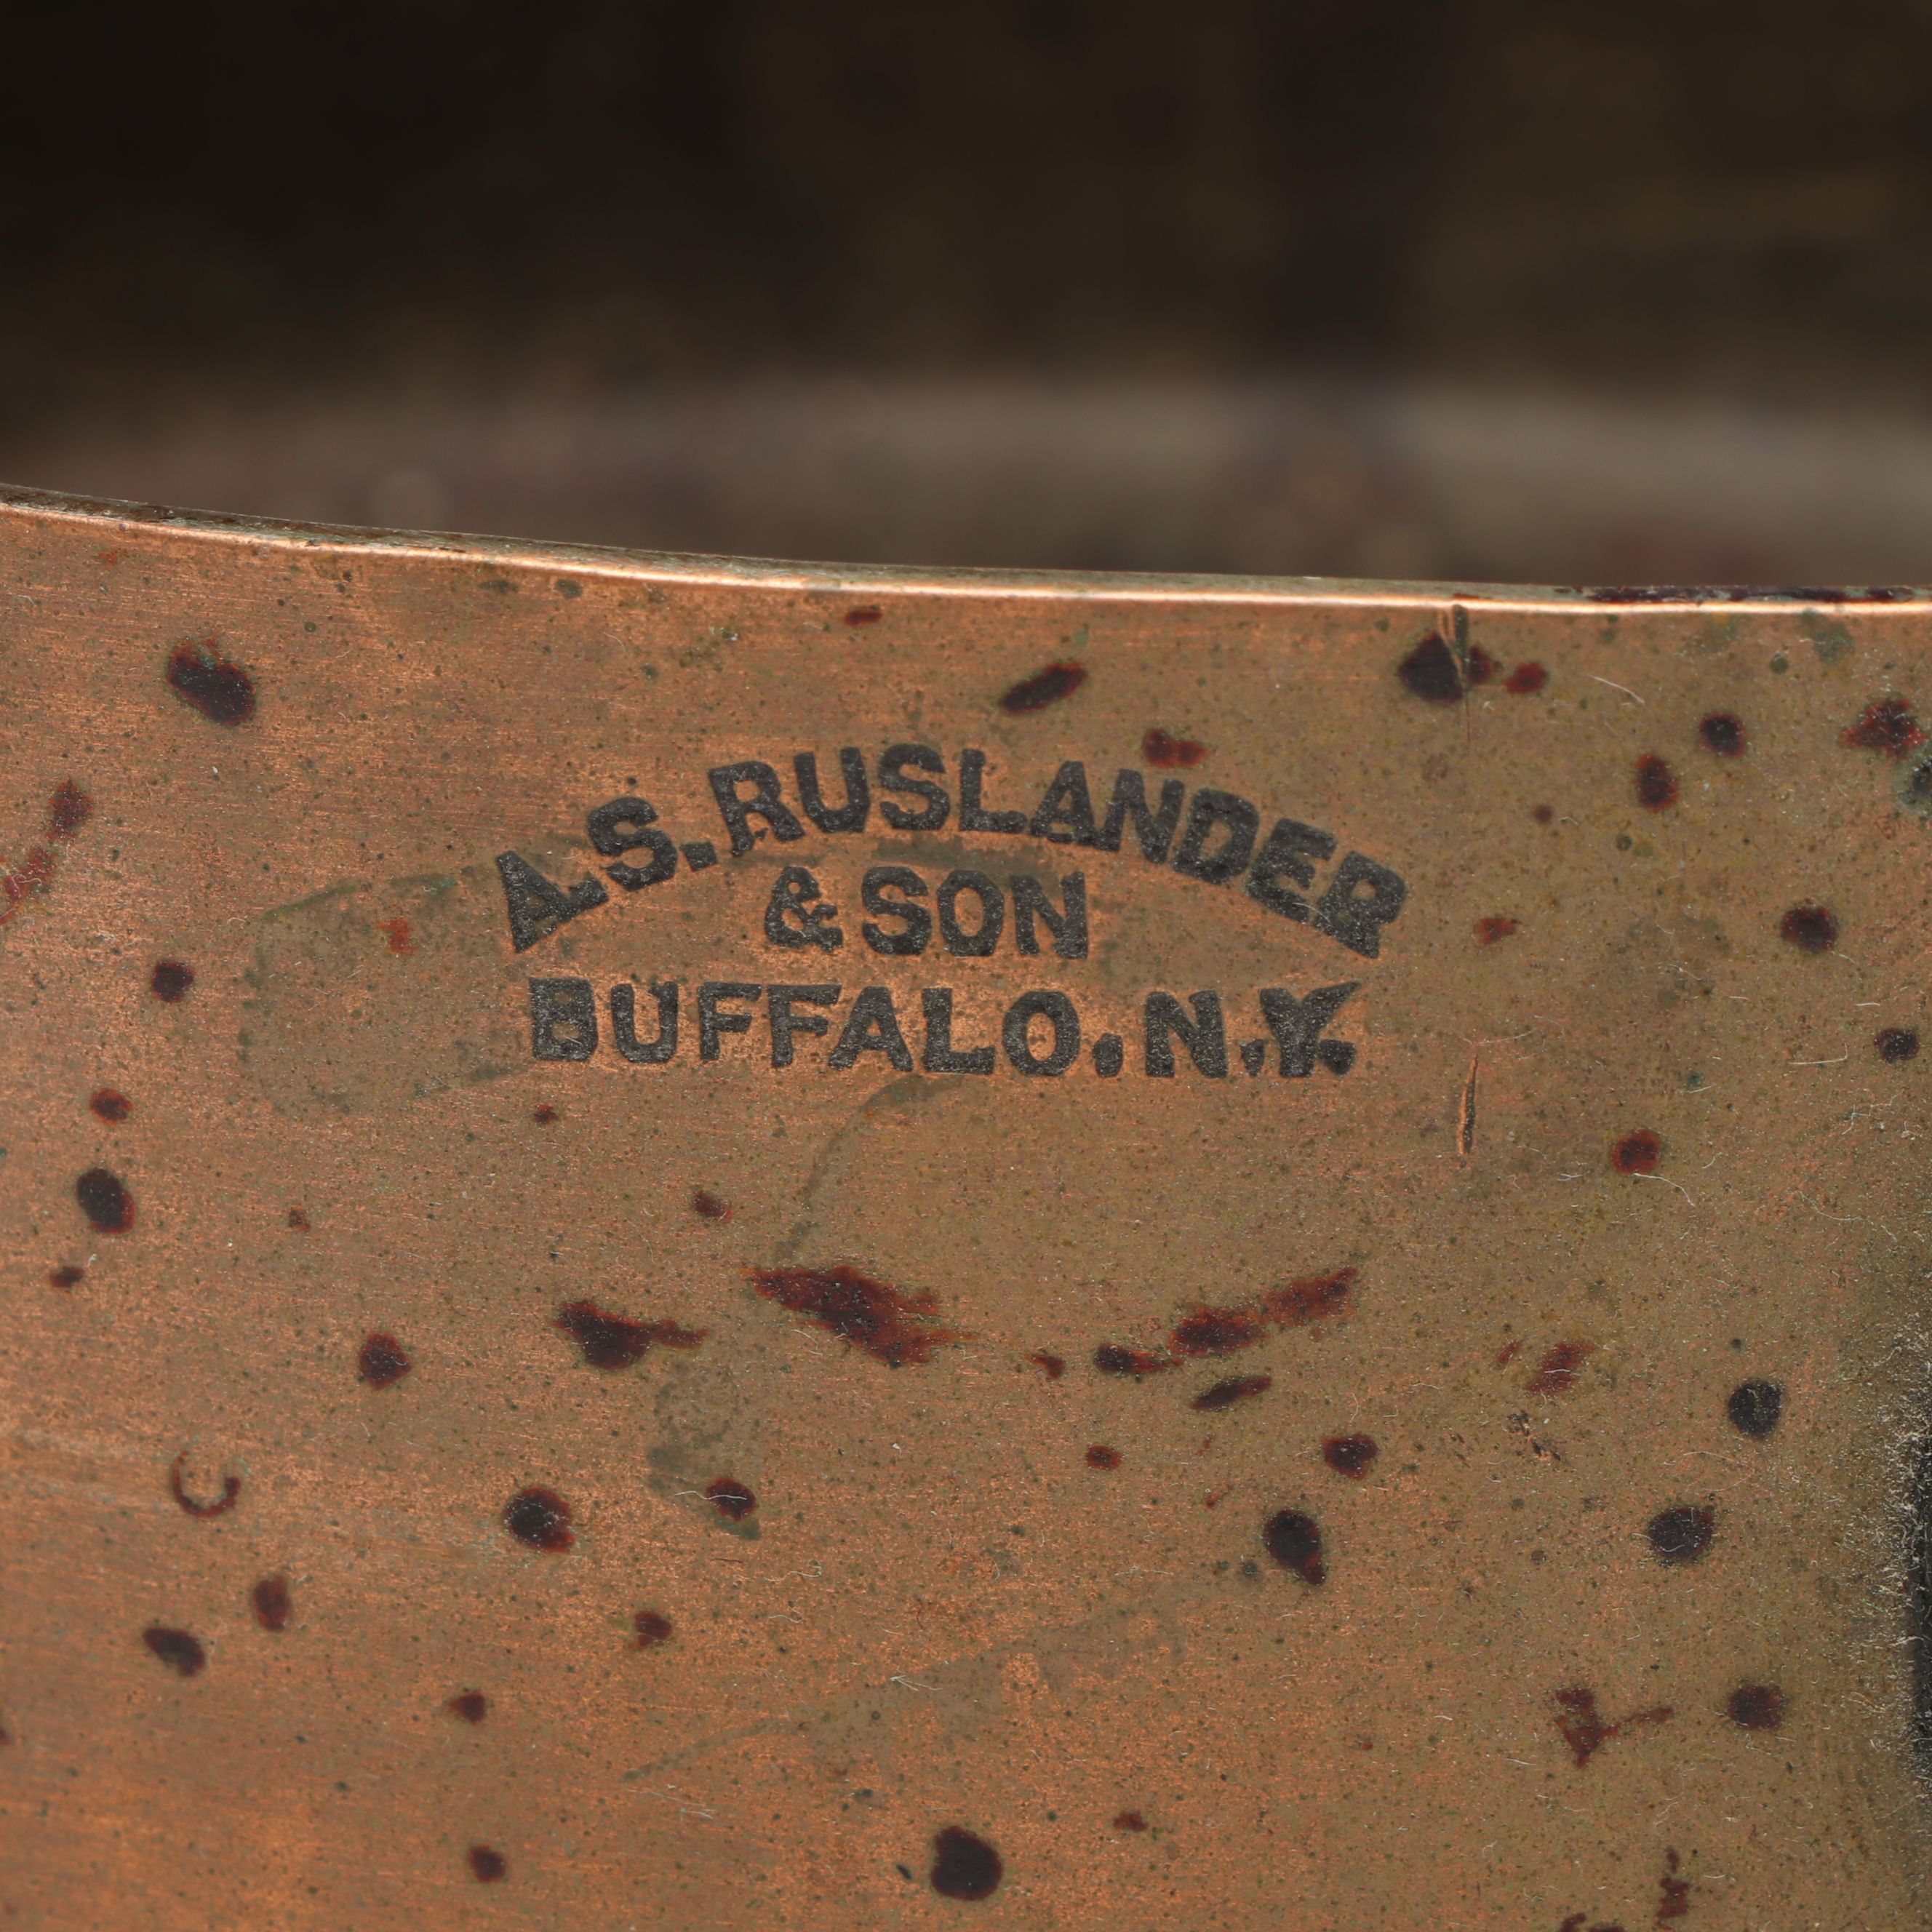 A.S. RUSLANDER
& SON
BUFFALO, N.Y.